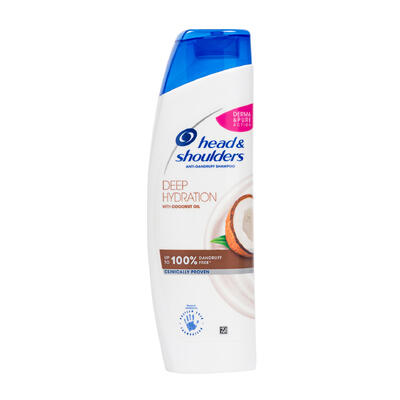 DERMA
& PURE
ACTION
head &
shoulders
ANTI-DANDRUFF SHAMPOO
DEEP
HYDRATION
WITH COCONUT OIL
UP TO 100% DANDRUFF FREE*
CLINICALLY PROVEN